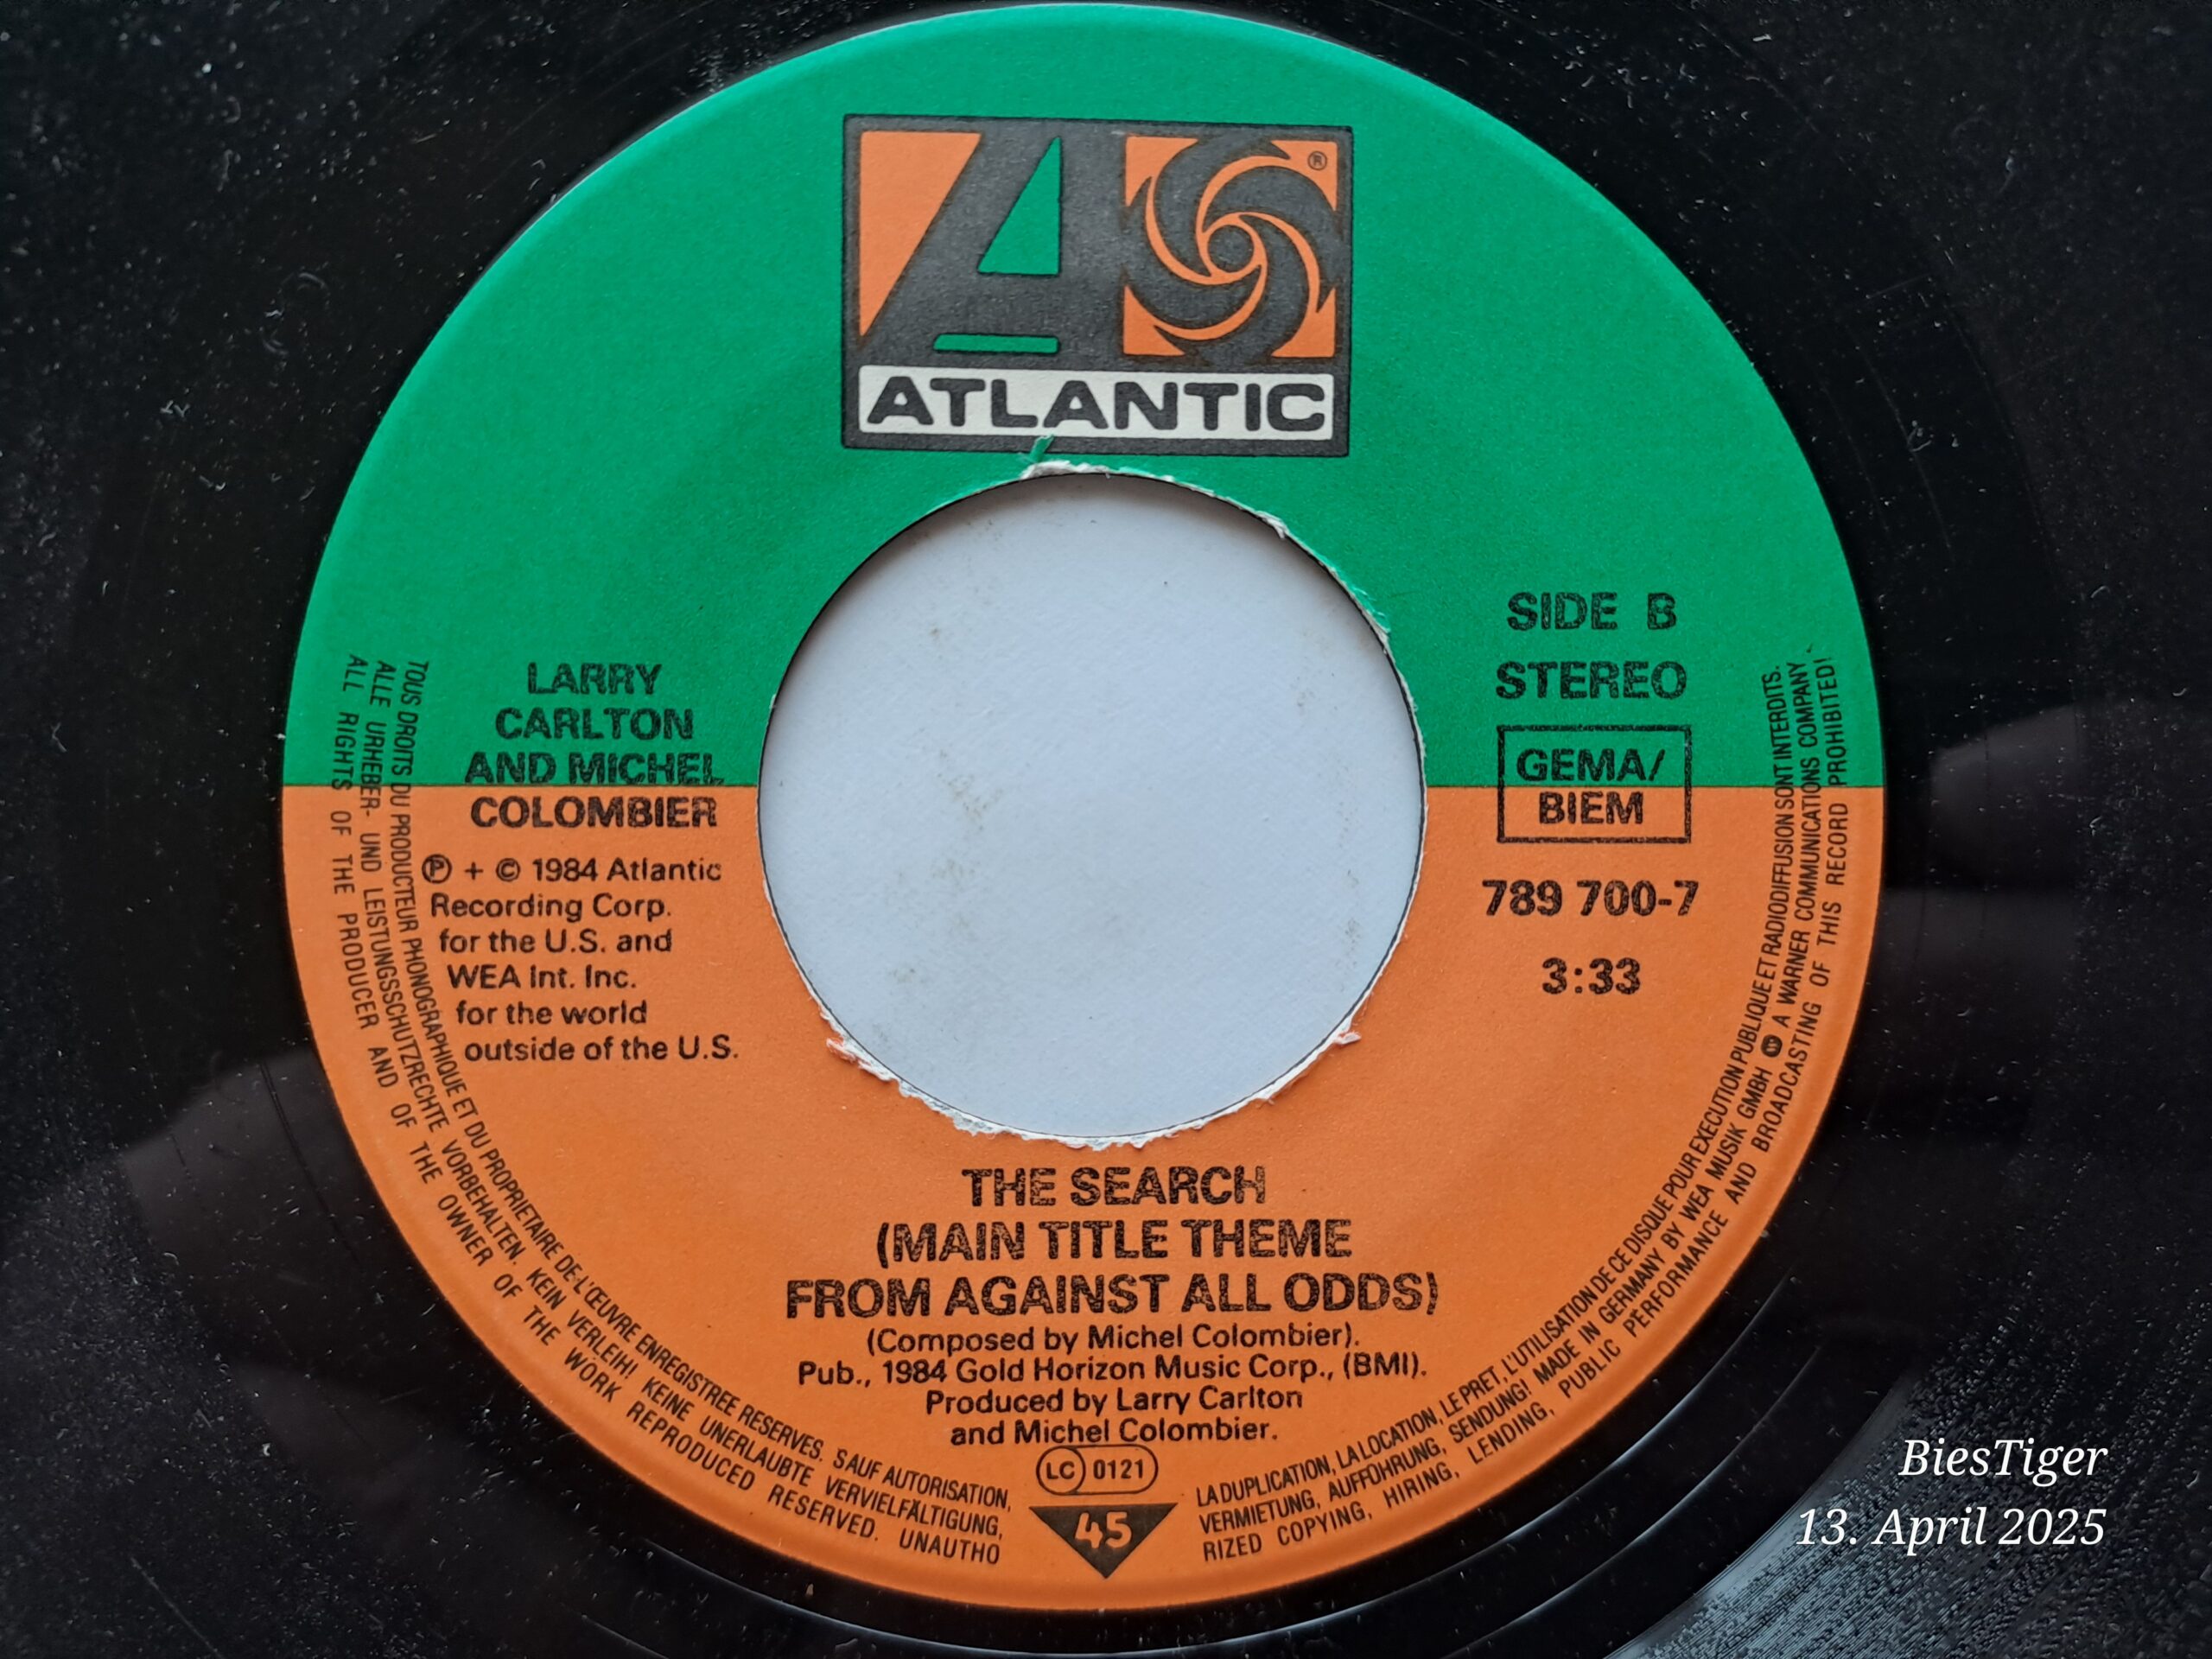 ®
ATLANTIC
SIDE B
STEREO
GEMA/
BIEM
789 700-7
3:33
LARRY
CARLTON
AND MICHEL
COLOMBIER
℗ + © 1984 Atlantic
Recording Corp.
for the U.S. and
WEA Int. Inc.
for the world
outside of the U.S.
THE SEARCH
(MAIN TITLE THEME
FROM AGAINST ALL ODDS)
(Composed by Michel Colombier).
Pub., 1984 Gold Horizon Music Corp., (BMI).
Produced by Larry Carlton
and Michel Colombier.
LC 0121
45
TOUS DROITS DU PRODUCTEUR PHONOGRAPHIQUE ET DU PROPRIETAIRE DE L'ŒUVRE ENREGISTREE RESERVES. SAUF AUTORISATION, LA DUPLICATION, LA LOCATION, LE PRET, L'UTILISATION DE CE DISQUE POUR EXECUTION PUBLIQUE ET RADIODIFFUSION SONT INTERDITS.
ALLE URHEBER- UND LEISTUNGSSCHUTZRECHTE VORBEHALTEN. KEIN VERLEIH! KEINE UNERLAUBTE VERVIELFÄLTIGUNG, VERMIETUNG, AUFFÜHRUNG, SENDUNG! MADE IN GERMANY BY WEA MUSIK GMBH A WARNER COMMUNICATIONS COMPANY
ALL RIGHTS OF THE PRODUCER AND OF THE OWNER OF THE WORK REPRODUCED RESERVED. UNAUTHORIZED COPYING, HIRING, LENDING, PUBLIC PERFORMANCE AND BROADCASTING OF THIS RECORD PROHIBITED!
BiesTiger
13. April 2025